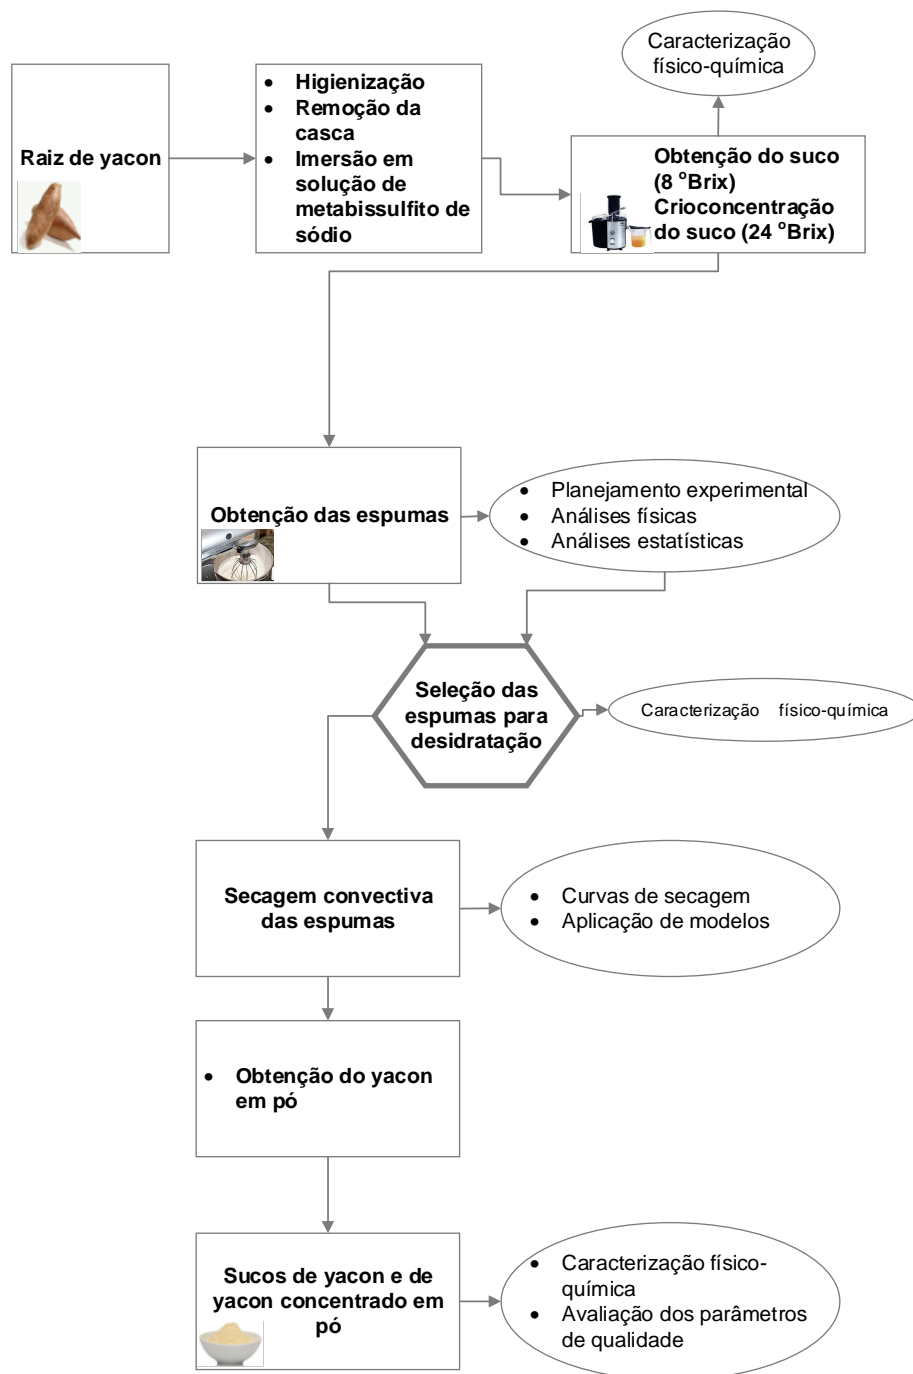 Caracterização
físico-química
Raiz de yacon
• Higienização
• Remoção da
casca
• Imersão em
solução de
metabissulfito de
sódio
Obtenção do suco
(8 °Brix)
Crioconcentração
do suco (24 °Brix)
Obtenção das espumas
• Planejamento experimental
• Análises físicas
• Análises estatísticas
Seleção das
espumas para
desidratação
Caracterização físico-química
Secagem convectiva
das espumas
• Curvas de secagem
• Aplicação de modelos
• Obtenção do yacon
em pó
Sucos de yacon e de
yacon concentrado em
pó
• Caracterização físico-
química
• Avaliação dos parâmetros
de qualidade